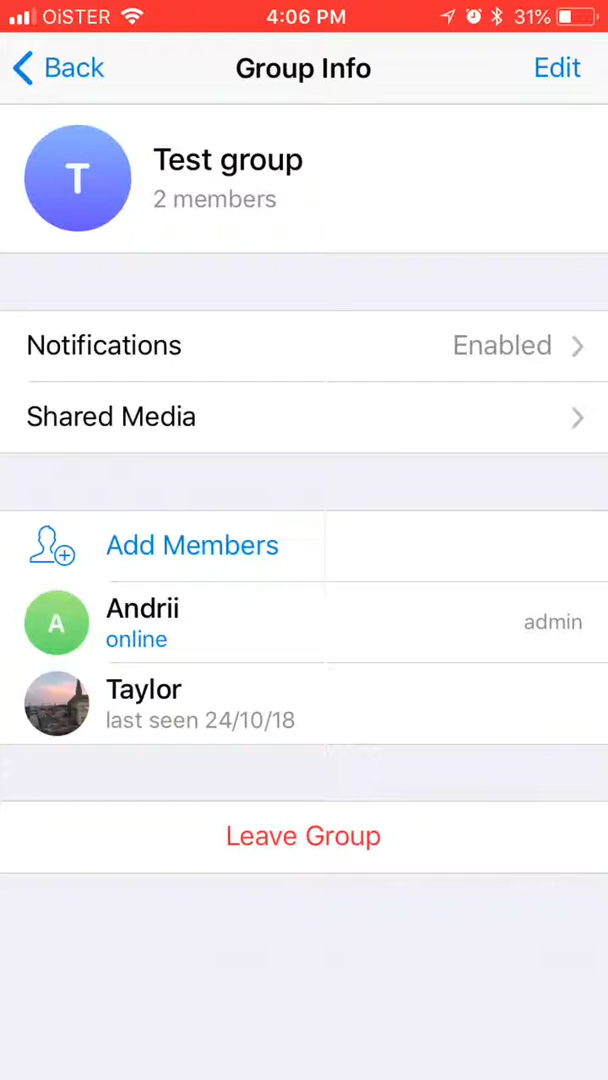 OiSTER 4:06 PM 31%
Back Group Info Edit
T
Test group
2 members
Notifications Enabled
Shared Media
Add Members
A
Andrii
online
admin
Taylor
last seen 24/10/18
Leave Group